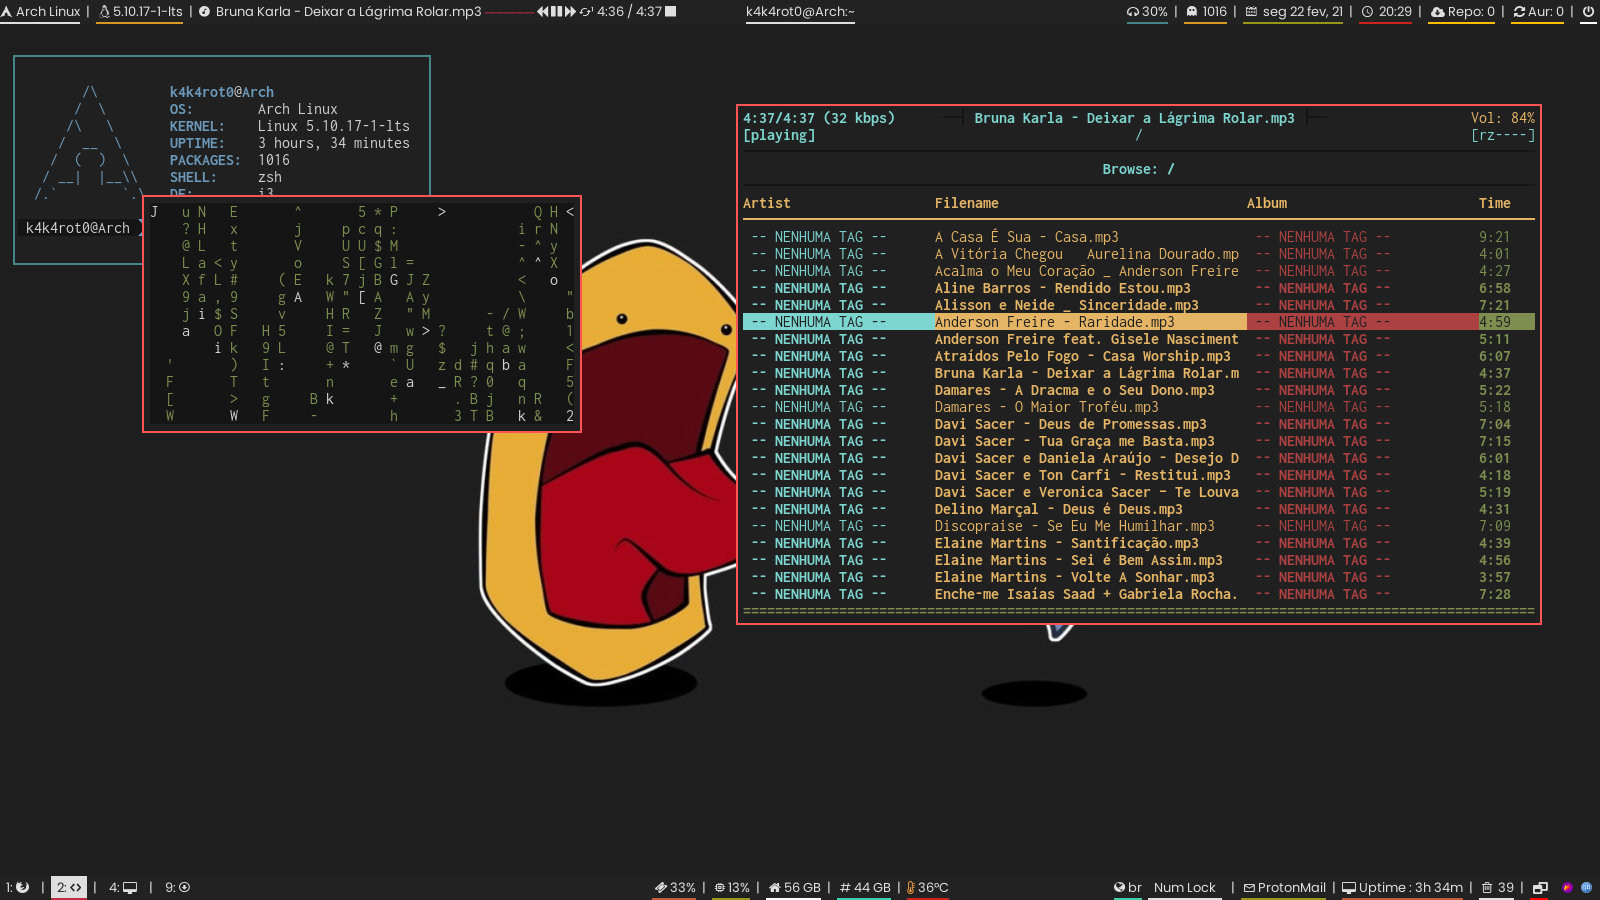 Arch Linux | 5.10.17-1-lts | Bruna Karla - Deixar a Lágrima Rolar.mp3 4:36 / 4:37
k4k4rot0@Arch:~
30% | 1016 | seg 22 fev, 21 | 20:29 | Repo: 0 | Aur: 0 |
k4k4rot0@Arch
OS: Arch Linux
KERNEL: Linux 5.10.17-1-lts
UPTIME: 3 hours, 34 minutes
PACKAGES: 1016
SHELL: zsh
DE: i3
k4k4rot0@Arch
4:37/4:37 (32 kbps) Bruna Karla - Deixar a Lágrima Rolar.mp3 Vol: 84%
[playing] / [rz----]
Browse: /
Artist Filename Album Time
-- NENHUMA TAG -- A Casa É Sua - Casa.mp3 -- NENHUMA TAG -- 9:21
-- NENHUMA TAG -- A Vitória Chegou Aurelina Dourado.mp -- NENHUMA TAG -- 4:01
-- NENHUMA TAG -- Acalma o Meu Coração _ Anderson Freire -- NENHUMA TAG -- 4:27
-- NENHUMA TAG -- Aline Barros - Rendido Estou.mp3 -- NENHUMA TAG -- 6:58
-- NENHUMA TAG -- Alisson e Neide _ Sinceridade.mp3 -- NENHUMA TAG -- 7:21
-- NENHUMA TAG -- Anderson Freire - Raridade.mp3 -- NENHUMA TAG -- 4:59
-- NENHUMA TAG -- Anderson Freire feat. Gisele Nasciment -- NENHUMA TAG -- 5:11
-- NENHUMA TAG -- Atraídos Pelo Fogo - Casa Worship.mp3 -- NENHUMA TAG -- 6:07
-- NENHUMA TAG -- Bruna Karla - Deixar a Lágrima Rolar.m -- NENHUMA TAG -- 4:37
-- NENHUMA TAG -- Damares - A Dracma e o Seu Dono.mp3 -- NENHUMA TAG -- 5:22
-- NENHUMA TAG -- Damares - O Maior Troféu.mp3 -- NENHUMA TAG -- 5:18
-- NENHUMA TAG -- Davi Sacer - Deus de Promessas.mp3 -- NENHUMA TAG -- 7:04
-- NENHUMA TAG -- Davi Sacer - Tua Graça me Basta.mp3 -- NENHUMA TAG -- 7:15
-- NENHUMA TAG -- Davi Sacer e Daniela Araújo - Desejo D -- NENHUMA TAG -- 6:01
-- NENHUMA TAG -- Davi Sacer e Ton Carfi - Restitui.mp3 -- NENHUMA TAG -- 4:18
-- NENHUMA TAG -- Davi Sacer e Veronica Sacer - Te Louva -- NENHUMA TAG -- 5:19
-- NENHUMA TAG -- Delino Marçal - Deus é Deus.mp3 -- NENHUMA TAG -- 4:31
-- NENHUMA TAG -- Discopraise - Se Eu Me Humilhar.mp3 -- NENHUMA TAG -- 7:09
-- NENHUMA TAG -- Elaine Martins - Santificação.mp3 -- NENHUMA TAG -- 4:39
-- NENHUMA TAG -- Elaine Martins - Sei é Bem Assim.mp3 -- NENHUMA TAG -- 4:56
-- NENHUMA TAG -- Elaine Martins - Volte A Sonhar.mp3 -- NENHUMA TAG -- 3:57
-- NENHUMA TAG -- Enche-me Isaías Saad + Gabriela Rocha. -- NENHUMA TAG -- 7:28
1: | 2: | 4: | 9:
33% | 13% | 56 GB | # 44 GB | 36ºC
br Num Lock | ProtonMail | Uptime : 3h 34m | 39 |